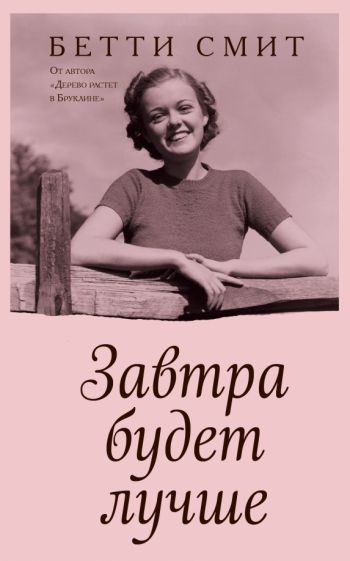 БЕТТИ СМИТ
От автора
«Дерево растет
в Бруклине»
Завтра
будет
лучше